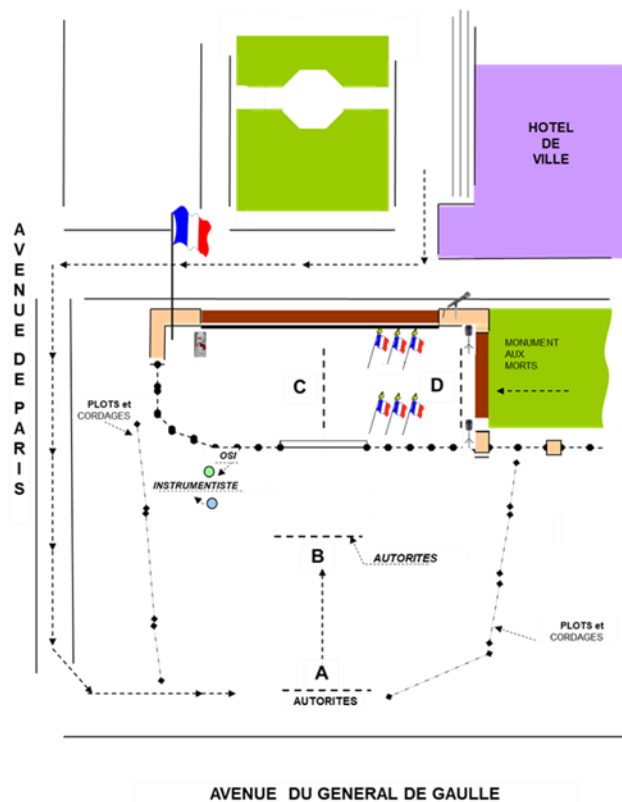 HOTEL
DE
VILLE
AVENUE DE PARIS
MONUMENT
AUX
MORTS
C
D
PLOTS et
CORDAGES
OSI
INSTRUMENTISTE
B
AUTORITES
PLOTS et
CORDAGES
A
AUTORITES
AVENUE DU GENERAL DE GAULLE